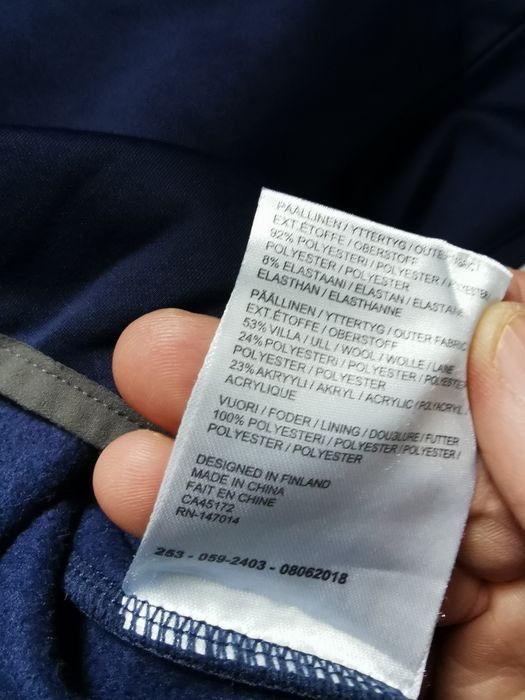 PÄÄLLINEN / YTTERTYG / OUTER
EXT.ÉTOFFE / OBERSTOFF
92% POLYESTERI / POLYESTER /
POLYESTER / POLYESTER
8% ELASTAANI / ELASTAN / ELASTANE
ELASTHAN / ELASTHANNE
PÄÄLLINEN / YTTERTYG / OUTER FABRIC
EXT.ÉTOFFE / OBERSTOFF
53% VILLA / ULL / WOOL / WOLLE / LAINE
24% POLYESTERI / POLYESTER / POLYESTER /
POLYESTER / POLYESTER
23% AKRYYLI / AKRYL / ACRYLIC / POLYACRYL /
ACRYLIQUE
VUORI / FODER / LINING / DOUBLURE / FUTTER
100% POLYESTERI / POLYESTER / POLYESTER /
POLYESTER / POLYESTER
DESIGNED IN FINLAND
MADE IN CHINA
FAIT EN CHINE
CA45172
RN-147014
253 - 059-2403 - 08062018